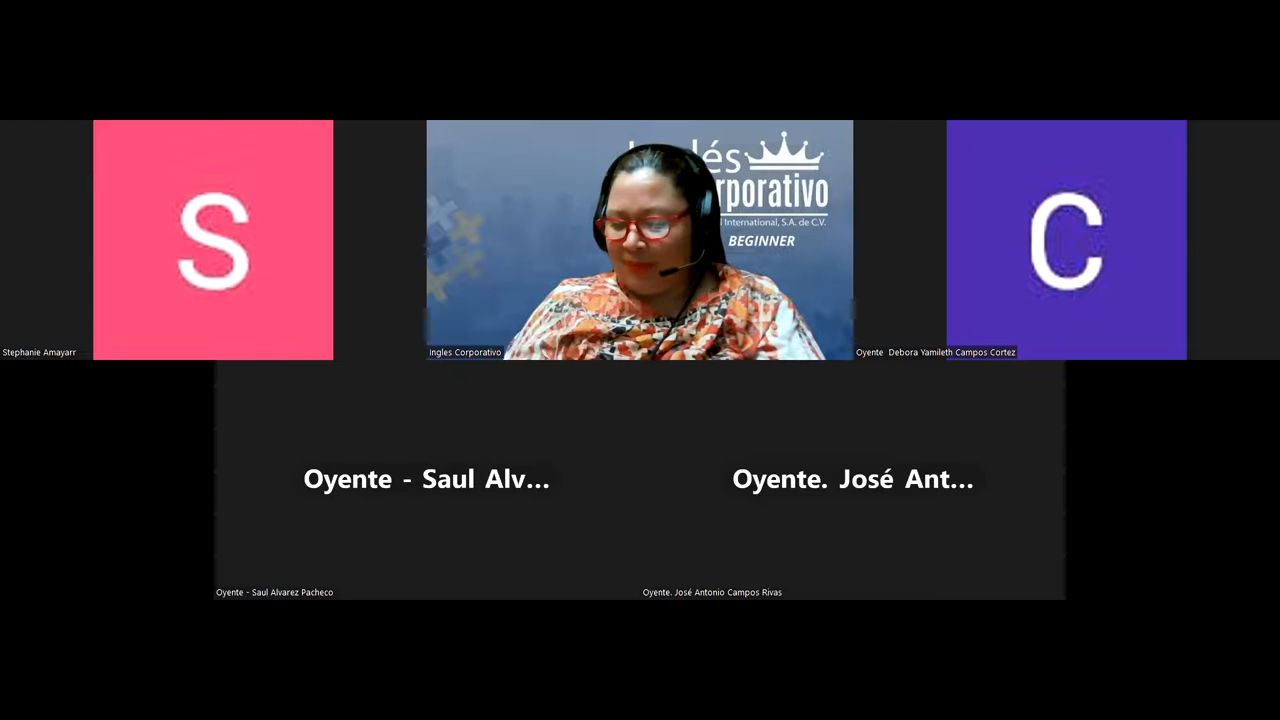 S
lés
rporativo
International, S.A. de C.V.
BEGINNER
C
Stephanie Amayarr
Ingles Corporativo
Oyente Debora Yamileth Campos Cortez
Oyente - Saul Alv...
Oyente. José Ant...
Oyente - Saul Alvarez Pacheco
Oyente. José Antonio Campos Rivas